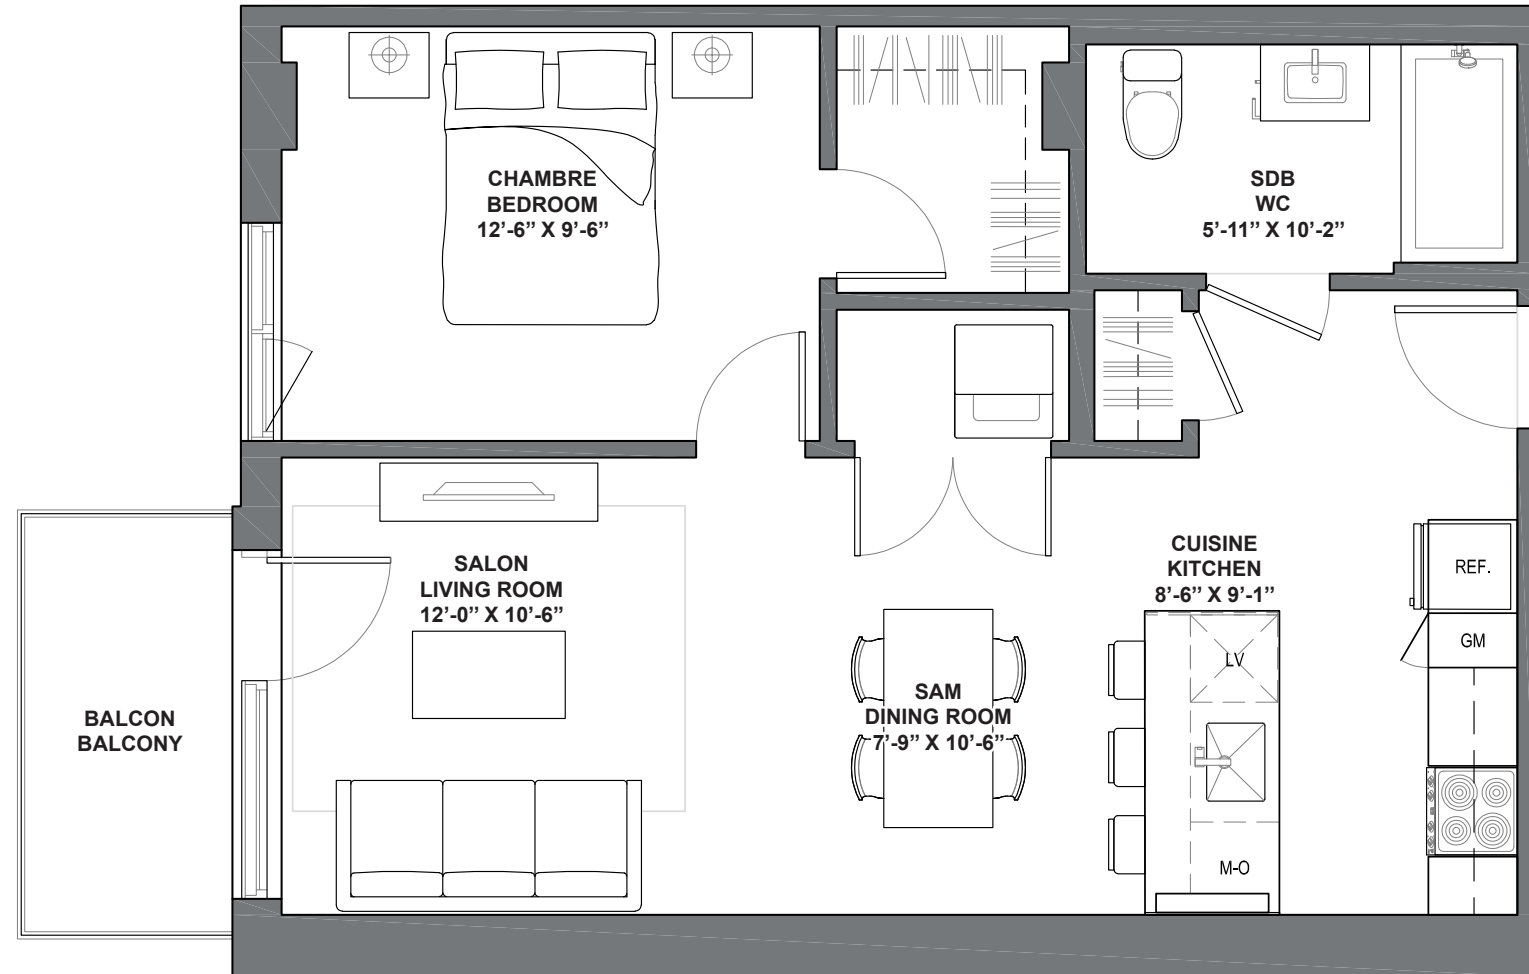 CHAMBRE
BEDROOM
12’-6” X 9’-6”
SDB
WC
5’-11” X 10’-2”
SALON
LIVING ROOM
12’-0” X 10’-6”
CUISINE
KITCHEN
8’-6” X 9’-1”
REF.
GM
LV
SAM
DINING ROOM
7’-9” X 10’-6”
BALCON
BALCONY
M-O